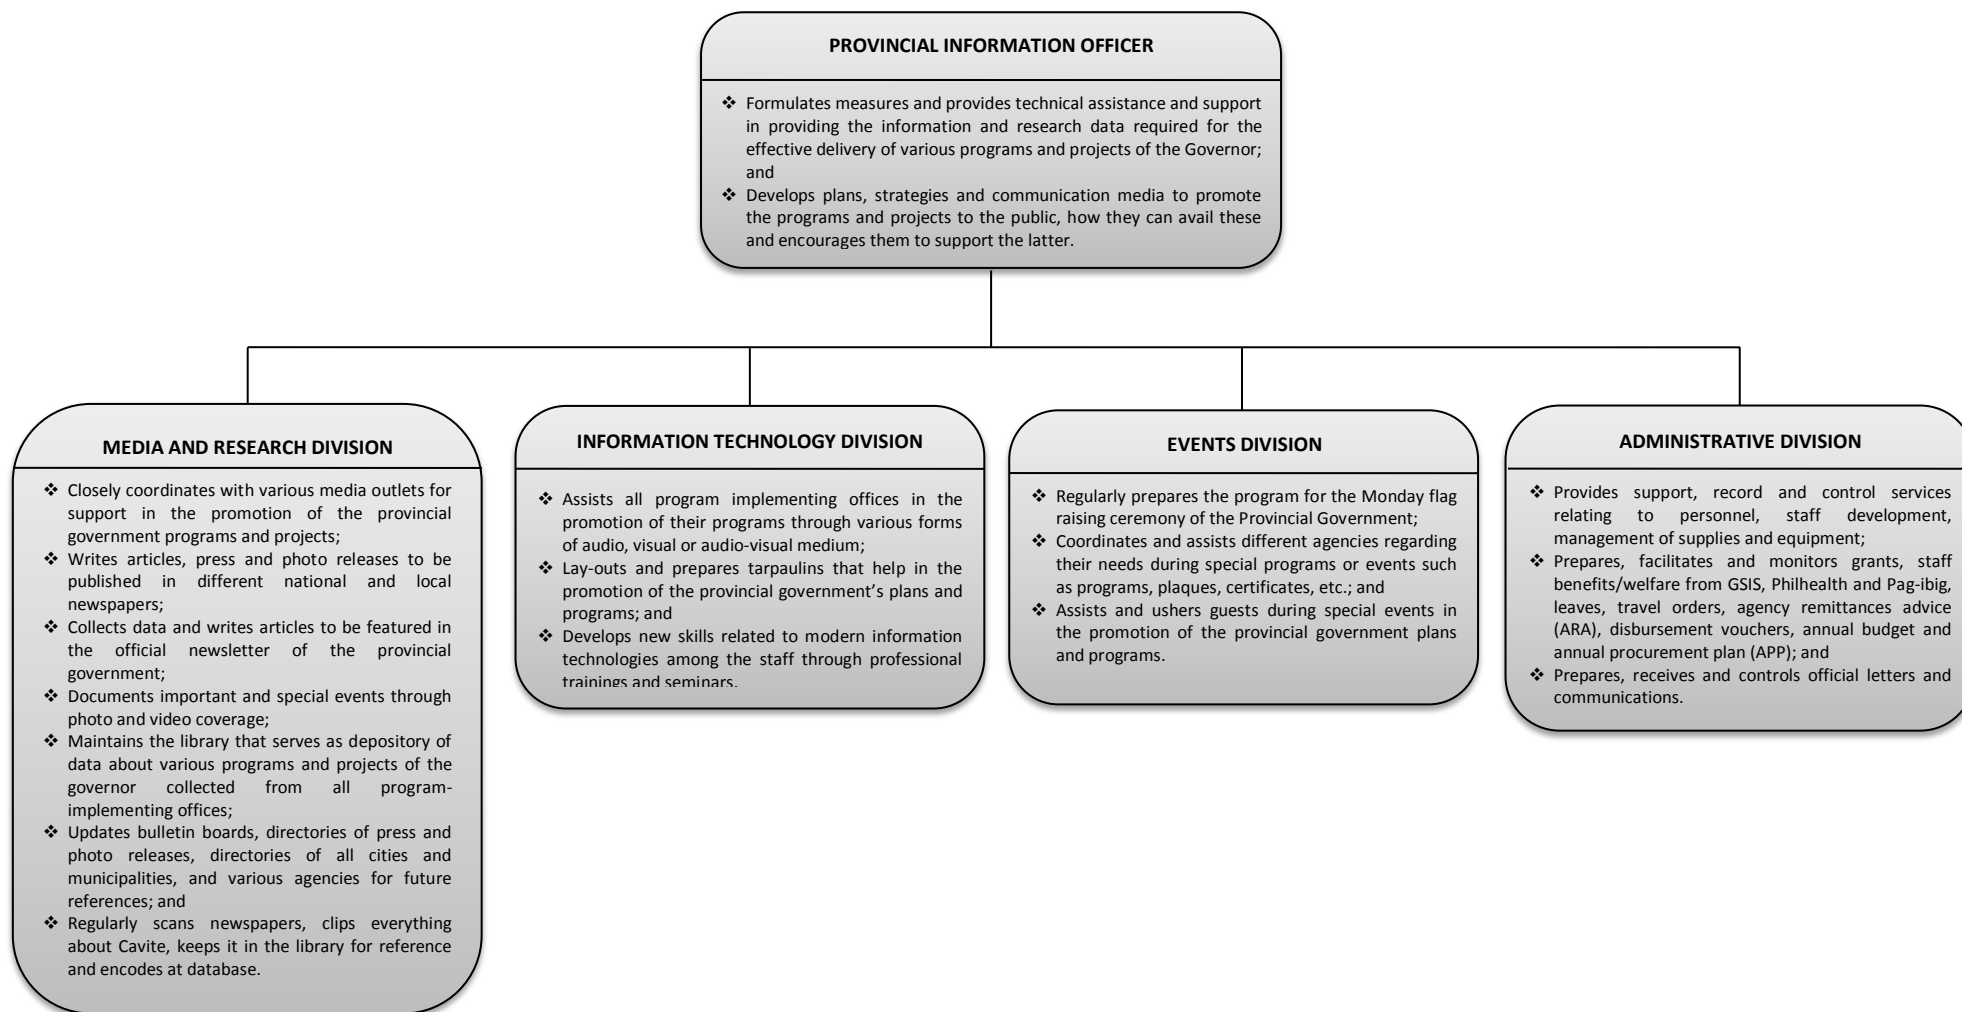 PROVINCIAL INFORMATION OFFICER
❖ Formulates measures and provides technical assistance and support
in providing the information and research data required for the
effective delivery of various programs and projects of the Governor;
and
❖ Develops plans, strategies and communication media to promote
the programs and projects to the public, how they can avail these
and encourages them to support the latter.
MEDIA AND RESEARCH DIVISION
❖ Closely coordinates with various media outlets for
support in the promotion of the provincial
government programs and projects;
❖ Writes articles, press and photo releases to be
published in different national and local
newspapers;
❖ Collects data and writes articles to be featured in
the official newsletter of the provincial
government;
❖ Documents important and special events through
photo and video coverage;
❖ Maintains the library that serves as depository of
data about various programs and projects of the
governor collected from all program-
implementing offices;
❖ Updates bulletin boards, directories of press and
photo releases, directories of all cities and
municipalities, and various agencies for future
references; and
❖ Regularly scans newspapers, clips everything
about Cavite, keeps it in the library for reference
and encodes at database.
INFORMATION TECHNOLOGY DIVISION
❖ Assists all program implementing offices in the
promotion of their programs through various forms
of audio, visual or audio-visual medium;
❖ Lay-outs and prepares tarpaulins that help in the
promotion of the provincial government’s plans and
programs; and
❖ Develops new skills related to modern information
technologies among the staff through professional
trainings and seminars.
EVENTS DIVISION
❖ Regularly prepares the program for the Monday flag
raising ceremony of the Provincial Government;
❖ Coordinates and assists different agencies regarding
their needs during special programs or events such
as programs, plaques, certificates, etc.; and
❖ Assists and ushers guests during special events in
the promotion of the provincial government plans
and programs.
ADMINISTRATIVE DIVISION
❖ Provides support, record and control services
relating to personnel, staff development,
management of supplies and equipment;
❖ Prepares, facilitates and monitors grants, staff
benefits/welfare from GSIS, Philhealth and Pag-ibig,
leaves, travel orders, agency remittances advice
(ARA), disbursement vouchers, annual budget and
annual procurement plan (APP); and
❖ Prepares, receives and controls official letters and
communications.